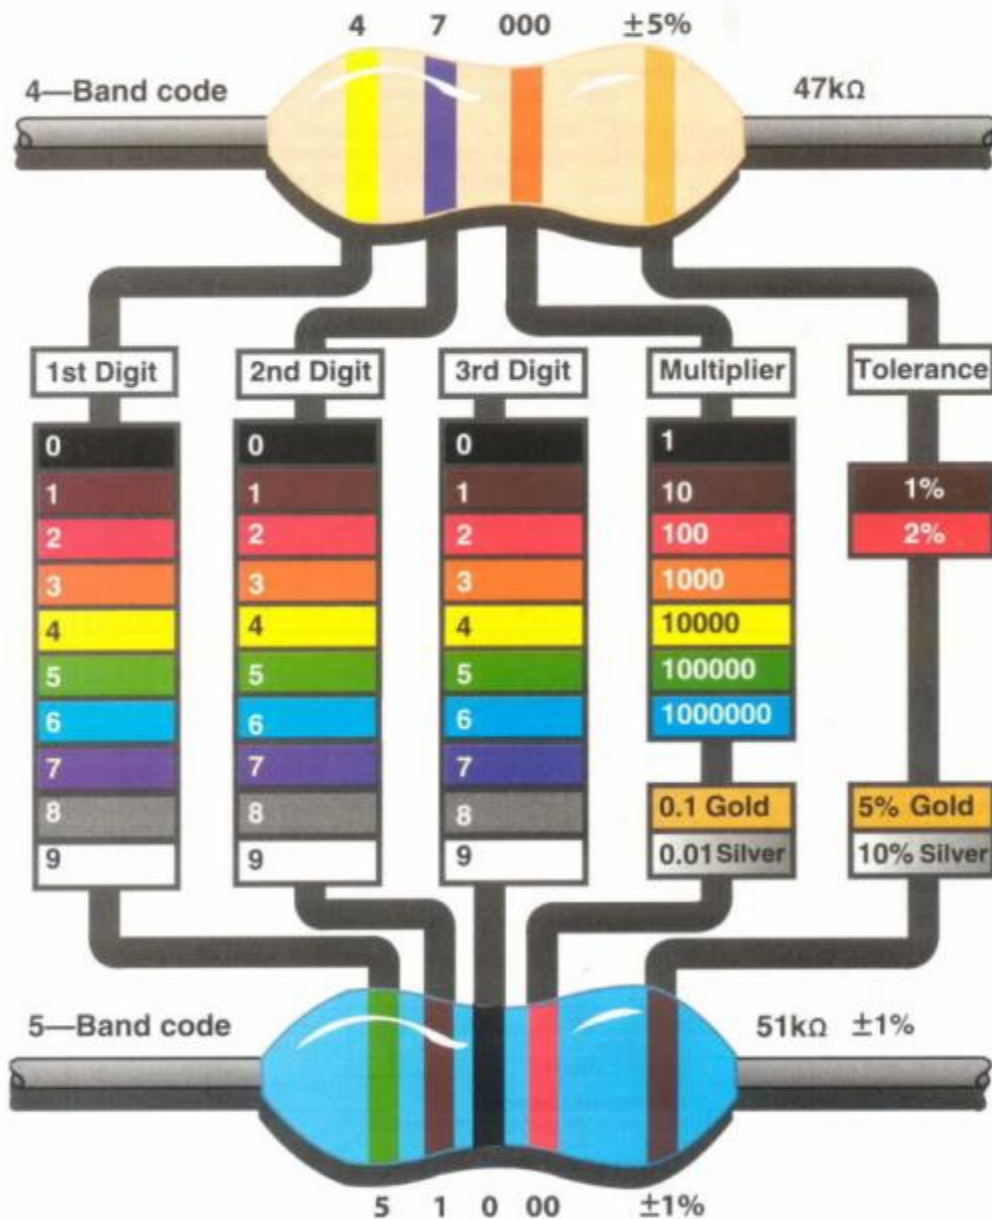 4 7 000 ±5%
4—Band code 47kΩ
1st Digit 2nd Digit 3rd Digit Multiplier Tolerance
0 0 0 1
1 1 1 10 1%
2 2 2 100 2%
3 3 3 1000
4 4 4 10000
5 5 5 100000
6 6 6 1000000
7 7 7
8 8 8 0.1 Gold 5% Gold
9 9 9 0.01 Silver 10% Silver
5—Band code 51kΩ ±1%
5 1 0 00 ±1%